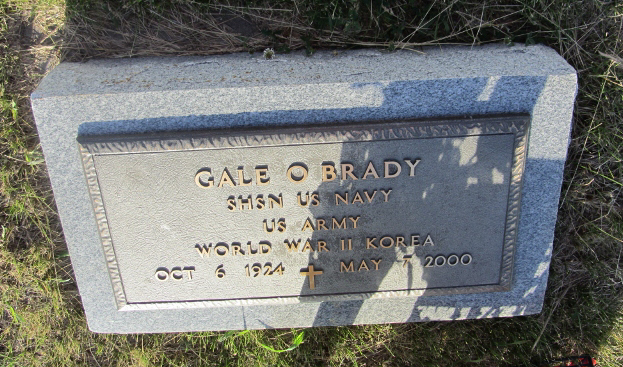 GALE O BRADY
SHSN US NAVY
US ARMY
WORLD WAR II KOREA
OCT 6 1924 MAY 7 2000